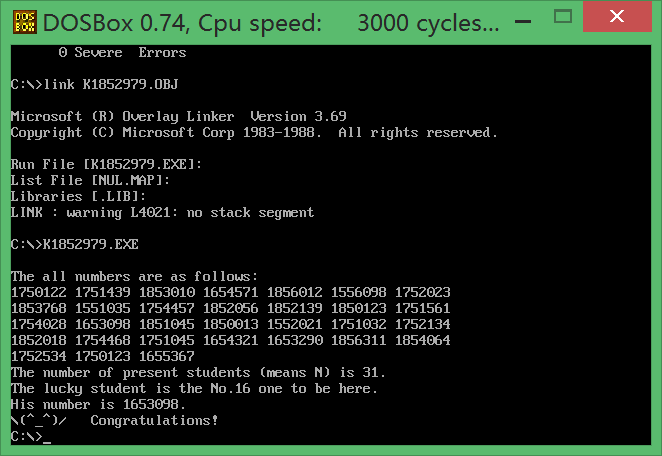 DOSBox 0.74, Cpu speed:    3000 cycles...
      0 Severe  Errors
C:\>link K1852979.OBJ
Microsoft (R) Overlay Linker  Version 3.69
Copyright (C) Microsoft Corp 1983-1988.  All rights reserved.
Run File [K1852979.EXE]:
List File [NUL.MAP]:
Libraries [.LIB]:
LINK : warning L4021: no stack segment
C:\>K1852979.EXE
The all numbers are as follows:
1750122 1751439 1853010 1654571 1856012 1556098 1752023
1853768 1551035 1754457 1852056 1852139 1850123 1751561
1754028 1653098 1851045 1850013 1552021 1751032 1752134
1852018 1754468 1751045 1654321 1653290 1856311 1854064
1752534 1750123 1655367
The number of present students (means N) is 31.
The lucky student is the No.16 one to be here.
His number is 1653098.
\(^_^)/   Congratulations!
C:\>_